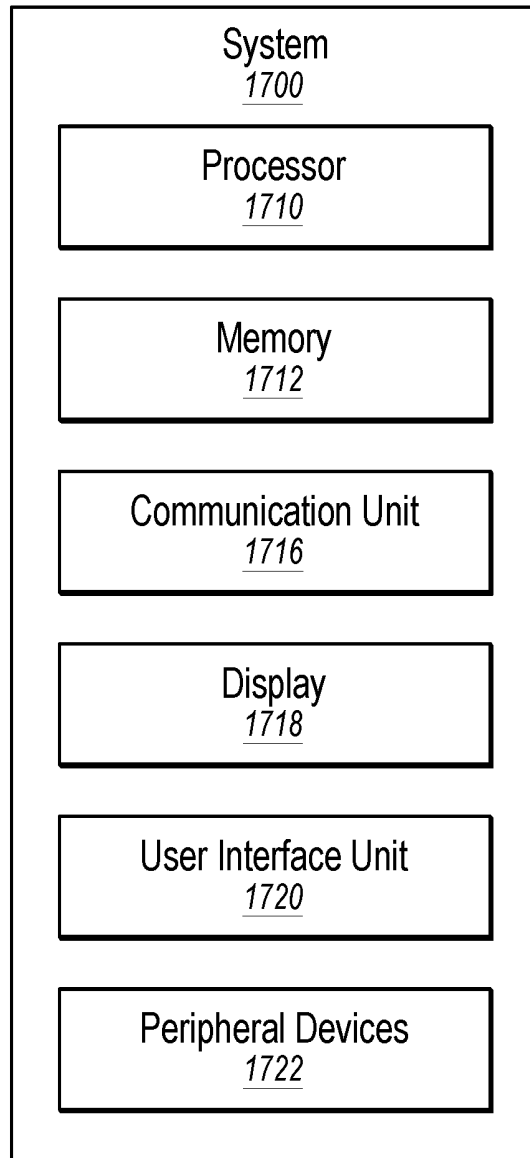 System
1700
Processor
1710
Memory
1712
Communication Unit
1716
Display
1718
User Interface Unit
1720
Peripheral Devices
1722